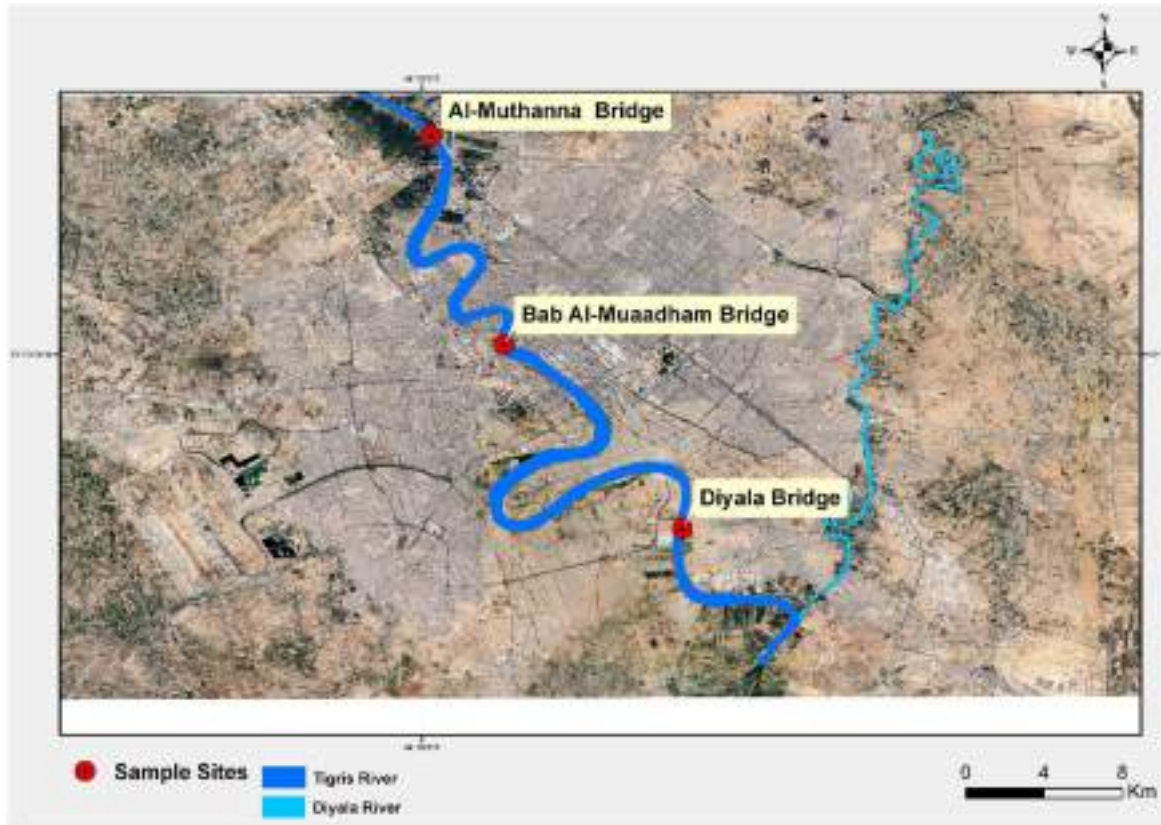 N
W
E
S
Al-Muthanna Bridge
Bab Al-Muaadham Bridge
Diyala Bridge
Sample Sites
Tigris River
Diyala River
0 4 8
Km